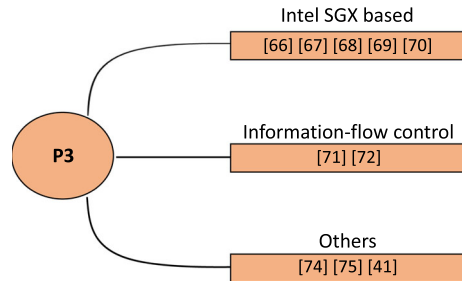 Intel SGX based
[66] [67] [68] [69] [70]
P3
Information-flow control
[71] [72]
Others
[74] [75] [41]